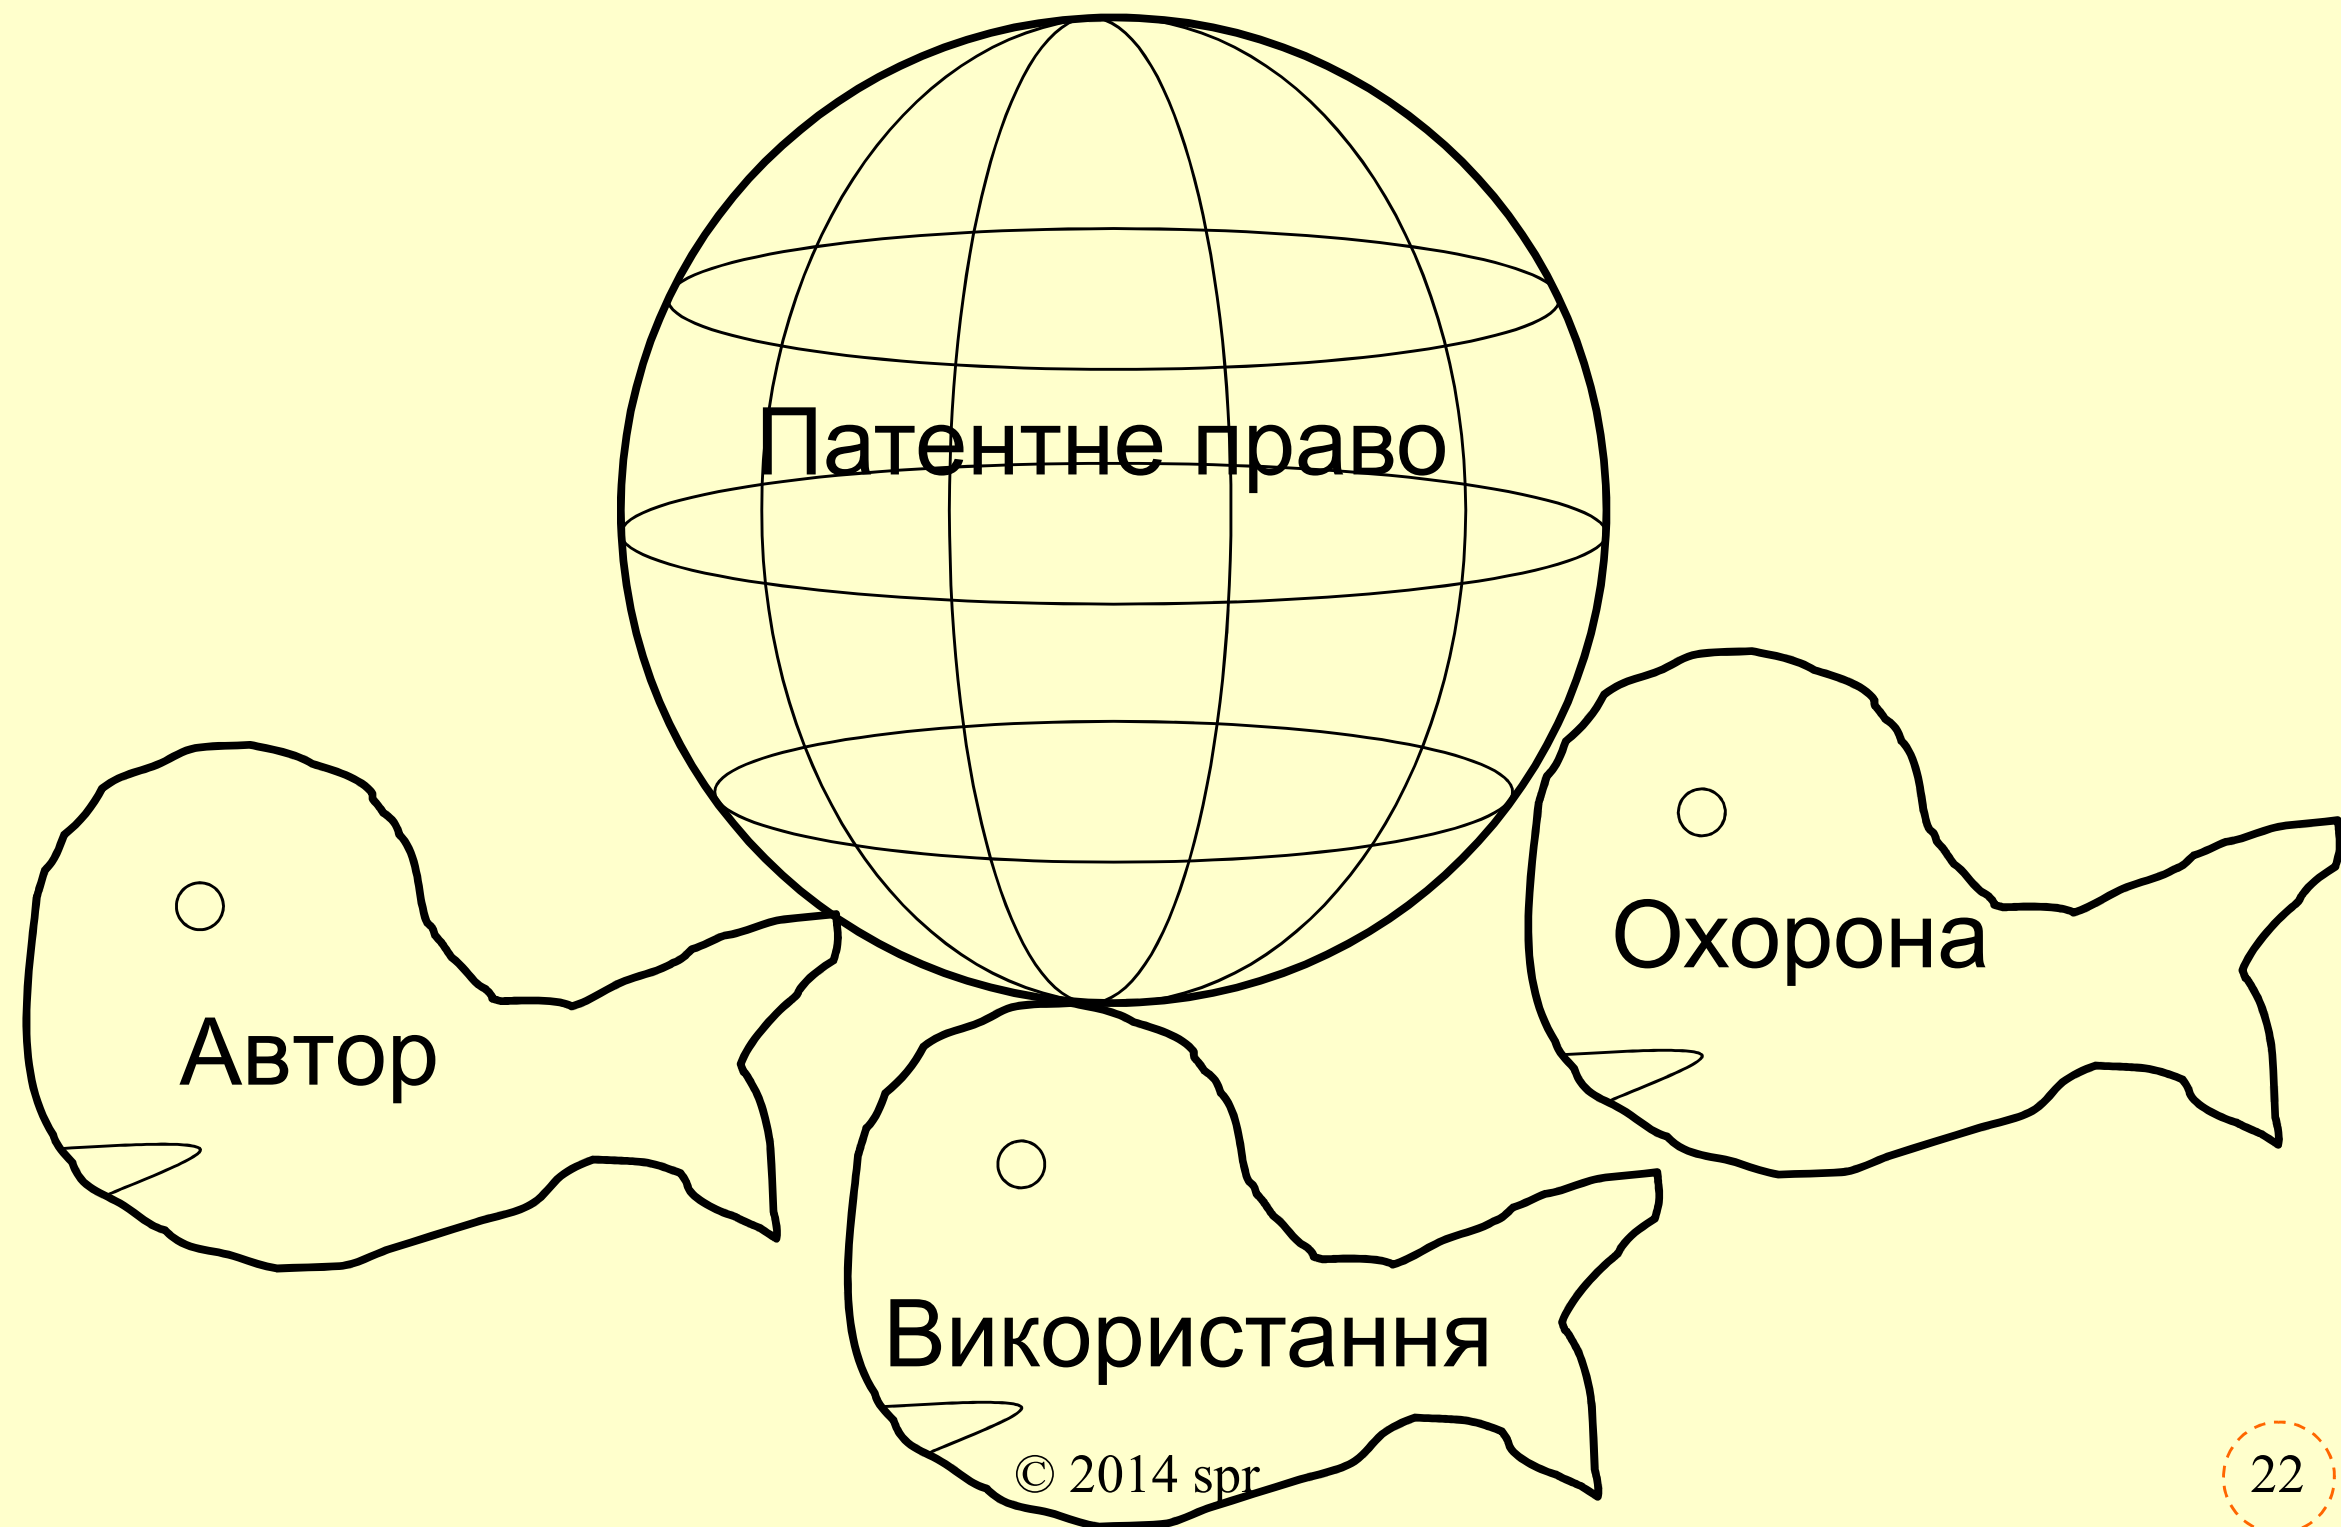 Патентне право
Охорона
Автор
Використання
© 2014 spr
22